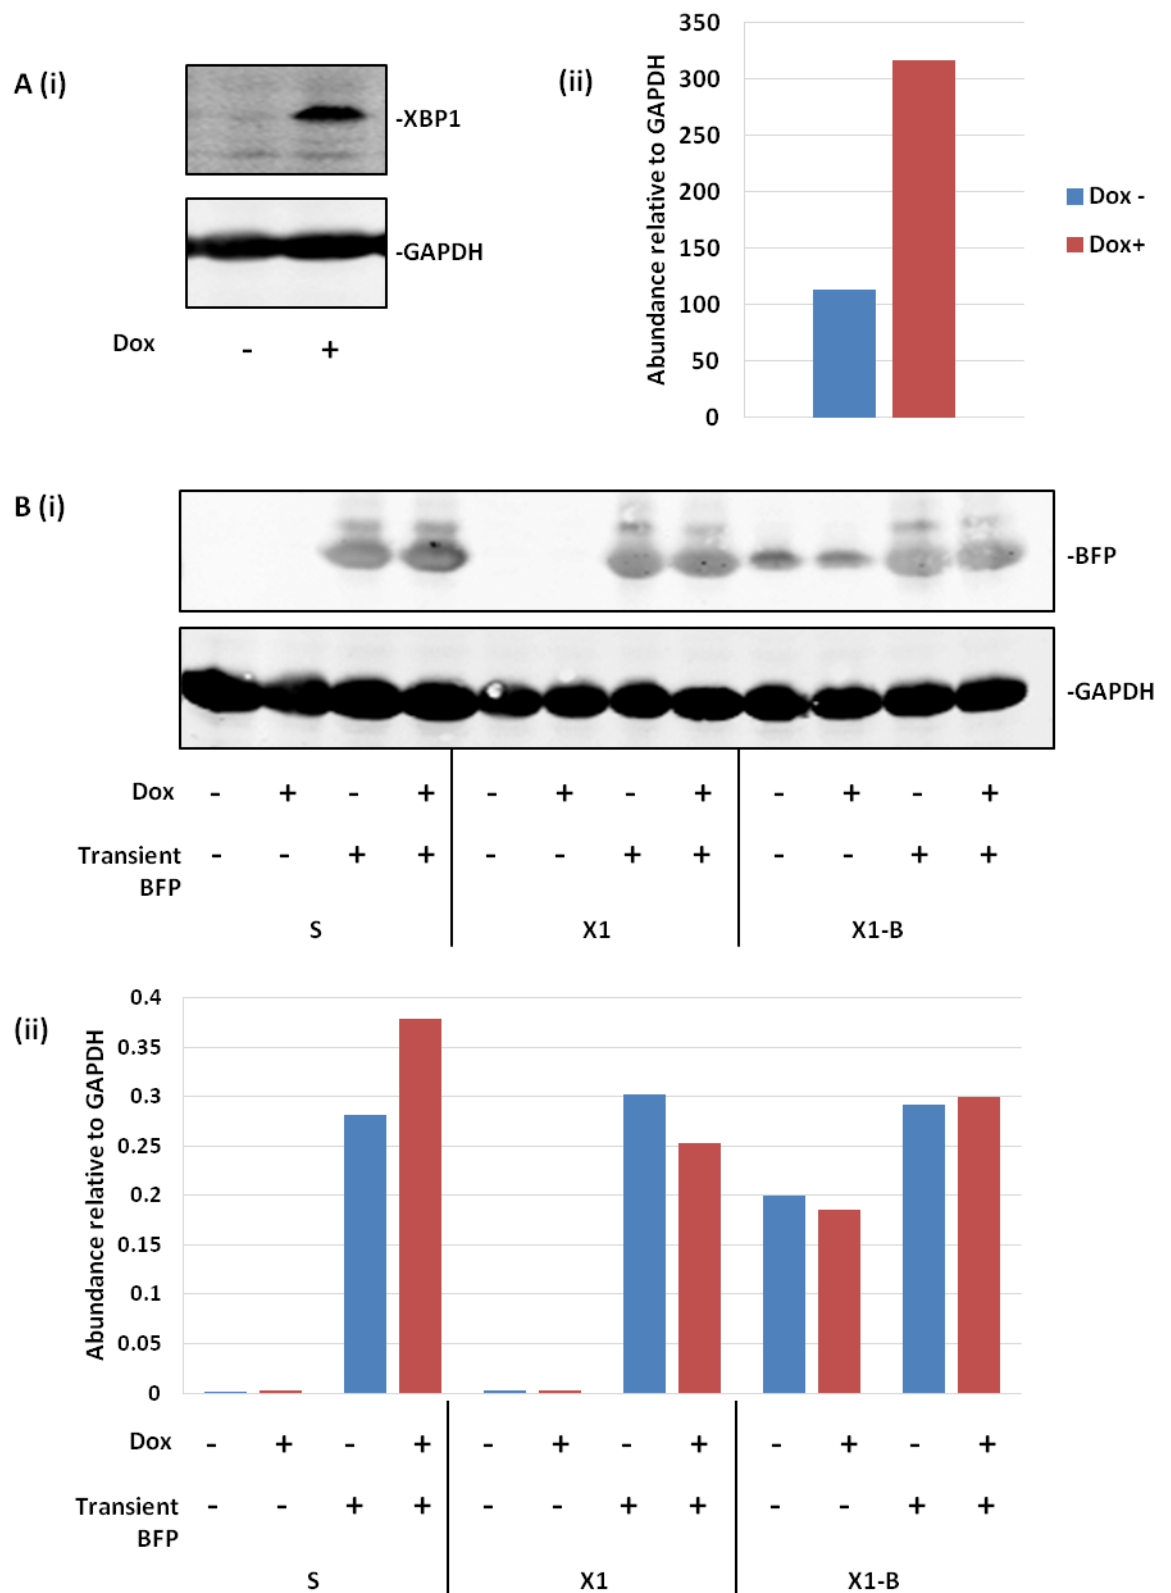 A (i)
-XBP1
-GAPDH
Dox - +
(ii)
Abundance relative to GAPDH
350
300
250
200
150
100
50
0
Dox -
Dox+
B (i)
-BFP
-GAPDH
Dox - + - + - + - + - + - +
Transient - - + + - - + + - - + +
BFP
S X1 X1-B
(ii)
Abundance relative to GAPDH
0.4
0.35
0.3
0.25
0.2
0.15
0.1
0.05
0
Dox - + - + - + - + - + - +
Transient - - + + - - + + - - + +
BFP
S X1 X1-B